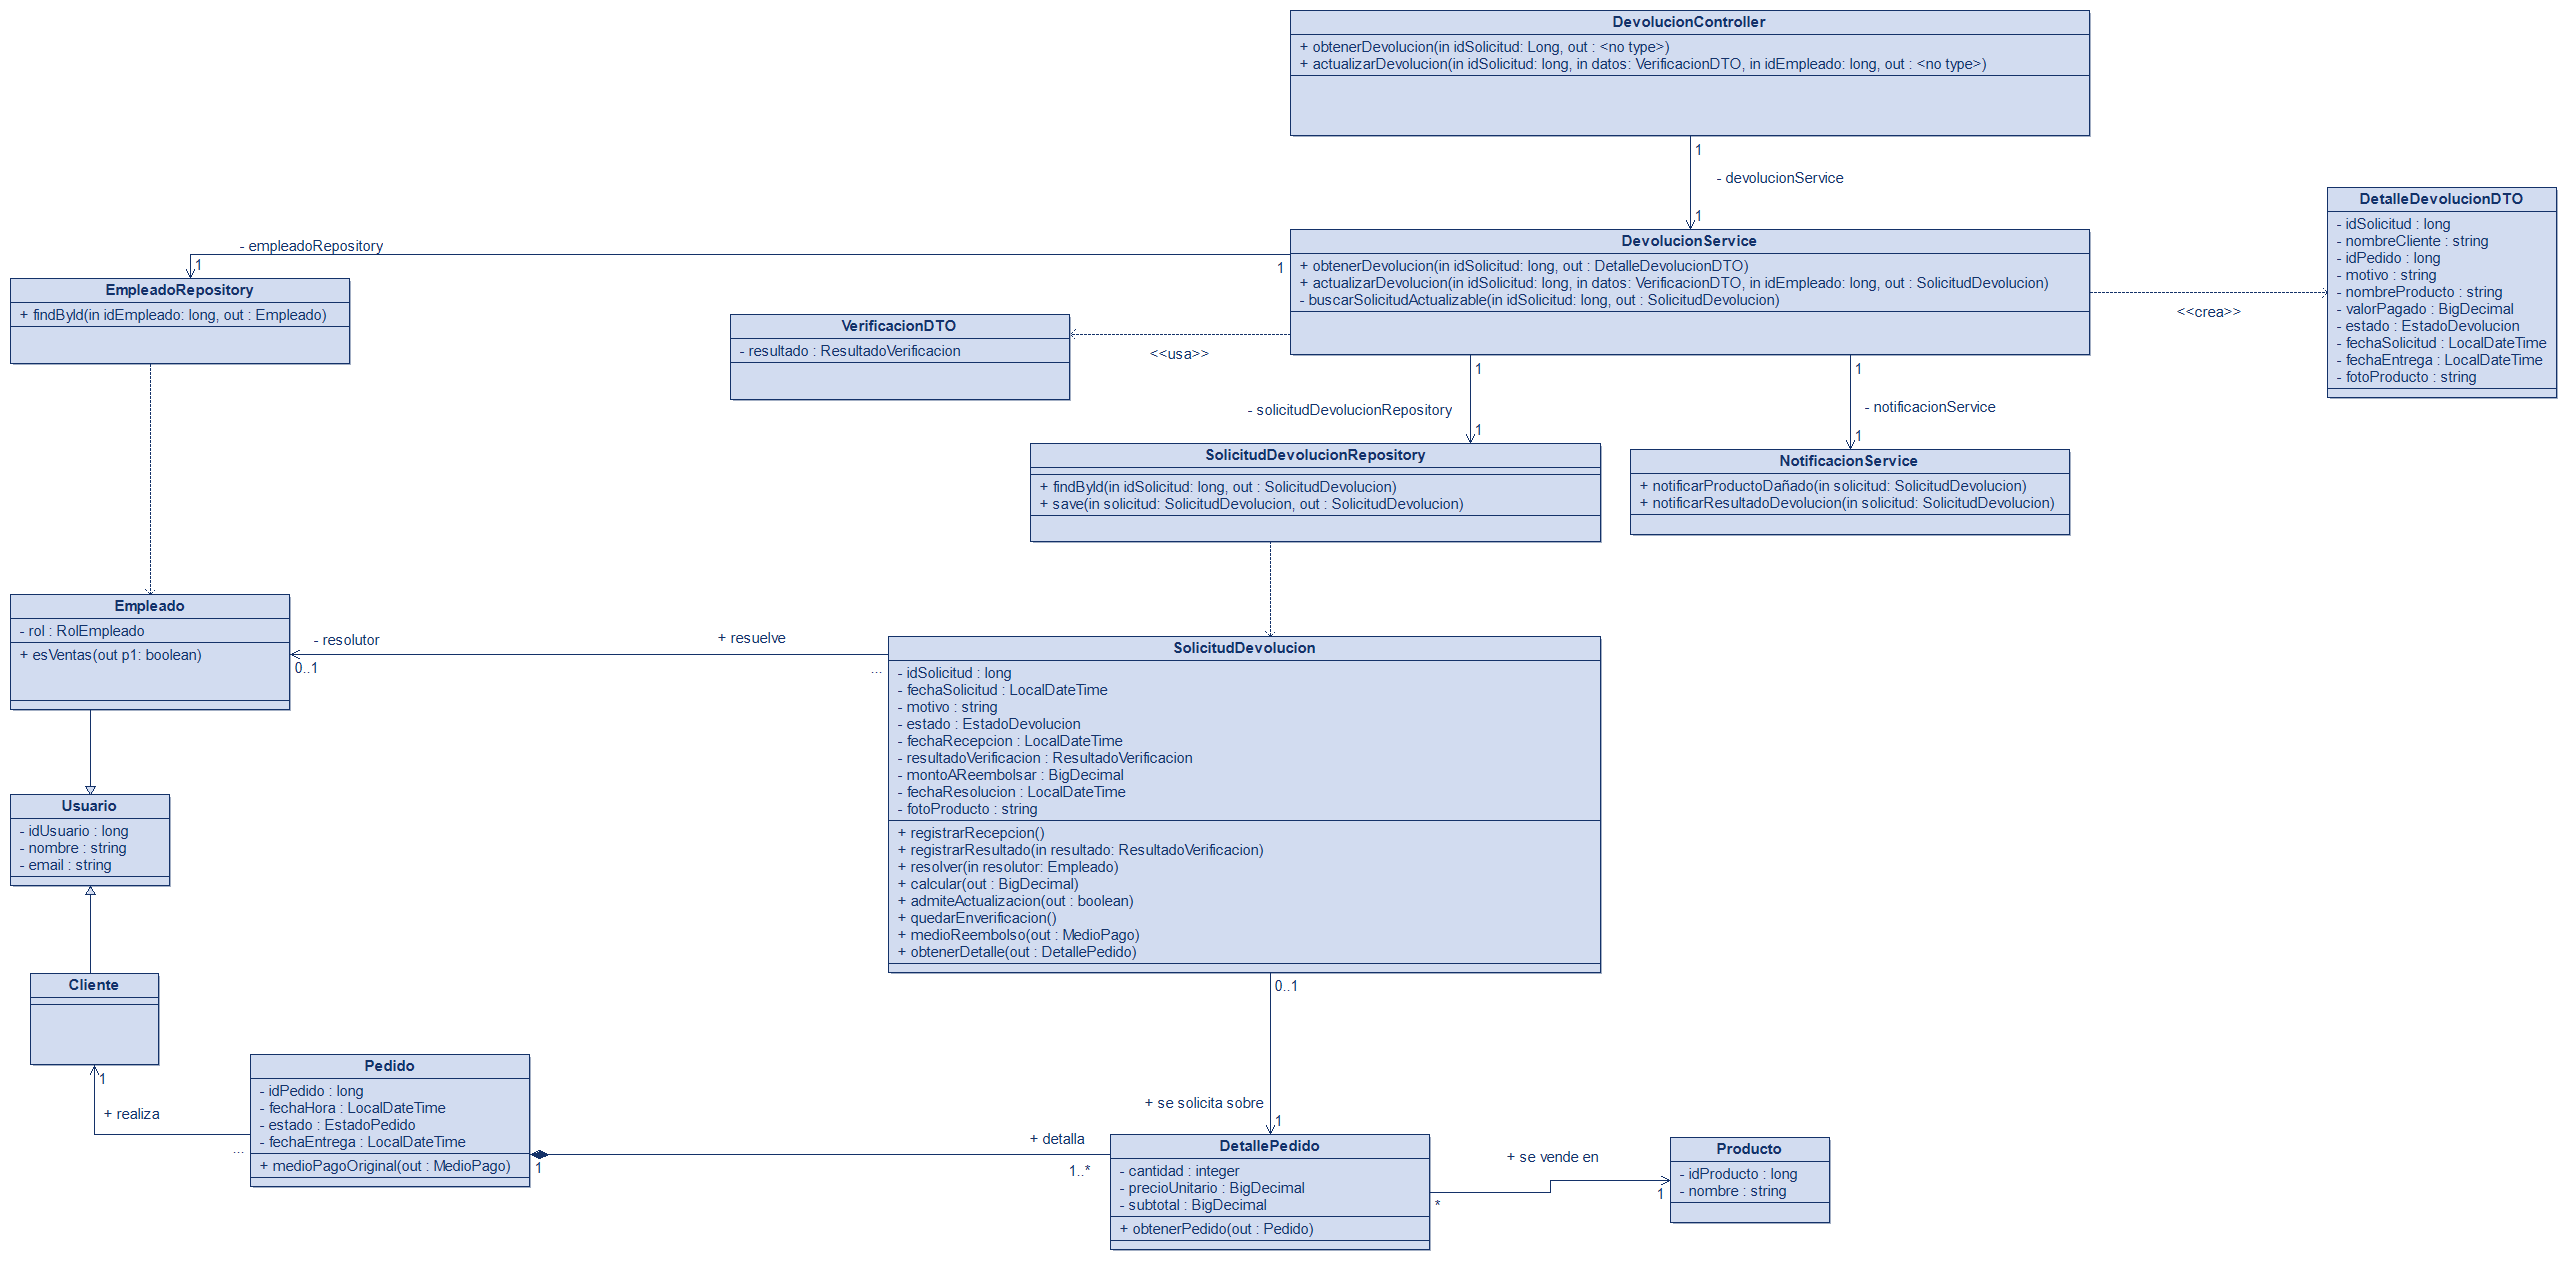 DevolucionController
+ obtenerDevolucion(in idSolicitud: Long, out : <no type>)
+ actualizarDevolucion(in idSolicitud: long, in datos: VerificacionDTO, in idEmpleado: long, out : <no type>)
1
- devolucionService
1
DevolucionService
+ obtenerDevolucion(in idSolicitud: long, out : DetalleDevolucionDTO)
+ actualizarDevolucion(in idSolicitud: long, in datos: VerificacionDTO, in idEmpleado: long, out : SolicitudDevolucion)
- buscarSolicitudActualizable(in idSolicitud: long, out : SolicitudDevolucion)
DetalleDevolucionDTO
- idSolicitud : long
- nombreCliente : string
- idPedido : long
- motivo : string
- nombreProducto : string
- valorPagado : BigDecimal
- estado : EstadoDevolucion
- fechaSolicitud : LocalDateTime
- fechaEntrega : LocalDateTime
- fotoProducto : string
<<crea>>
- empleadoRepository
1
1
EmpleadoRepository
+ findById(in idEmpleado: long, out : Empleado)
VerificacionDTO
- resultado : ResultadoVerificacion
<<usa>>
1
- solicitudDevolucionRepository
1
1
- notificacionService
1
SolicitudDevolucionRepository
+ findById(in idSolicitud: long, out : SolicitudDevolucion)
+ save(in solicitud: SolicitudDevolucion, out : SolicitudDevolucion)
NotificacionService
+ notificarProductoDañado(in solicitud: SolicitudDevolucion)
+ notificarResultadoDevolucion(in solicitud: SolicitudDevolucion)
Empleado
- rol : RolEmpleado
+ esVentas(out p1: boolean)
- resolutor
0..1
+ resuelve
...
SolicitudDevolucion
- idSolicitud : long
- fechaSolicitud : LocalDateTime
- motivo : string
- estado : EstadoDevolucion
- fechaRecepcion : LocalDateTime
- resultadoVerificacion : ResultadoVerificacion
- montoAReembolsar : BigDecimal
- fechaResolucion : LocalDateTime
- fotoProducto : string
+ registrarRecepcion()
+ registrarResultado(in resultado: ResultadoVerificacion)
+ resolver(in resolutor: Empleado)
+ calcular(out : BigDecimal)
+ admiteActualizacion(out : boolean)
+ quedarEnverificacion()
+ medioReembolso(out : MedioPago)
+ obtenerDetalle(out : DetallePedido)
Usuario
- idUsuario : long
- nombre : string
- email : string
Cliente
1
+ realiza
...
Pedido
- idPedido : long
- fechaHora : LocalDateTime
- estado : EstadoPedido
- fechaEntrega : LocalDateTime
+ medioPagoOriginal(out : MedioPago)
1
+ detalla
1..*
0..1
+ se solicita sobre
1
DetallePedido
- cantidad : integer
- precioUnitario : BigDecimal
- subtotal : BigDecimal
+ obtenerPedido(out : Pedido)
+ se vende en
*
1
Producto
- idProducto : long
- nombre : string